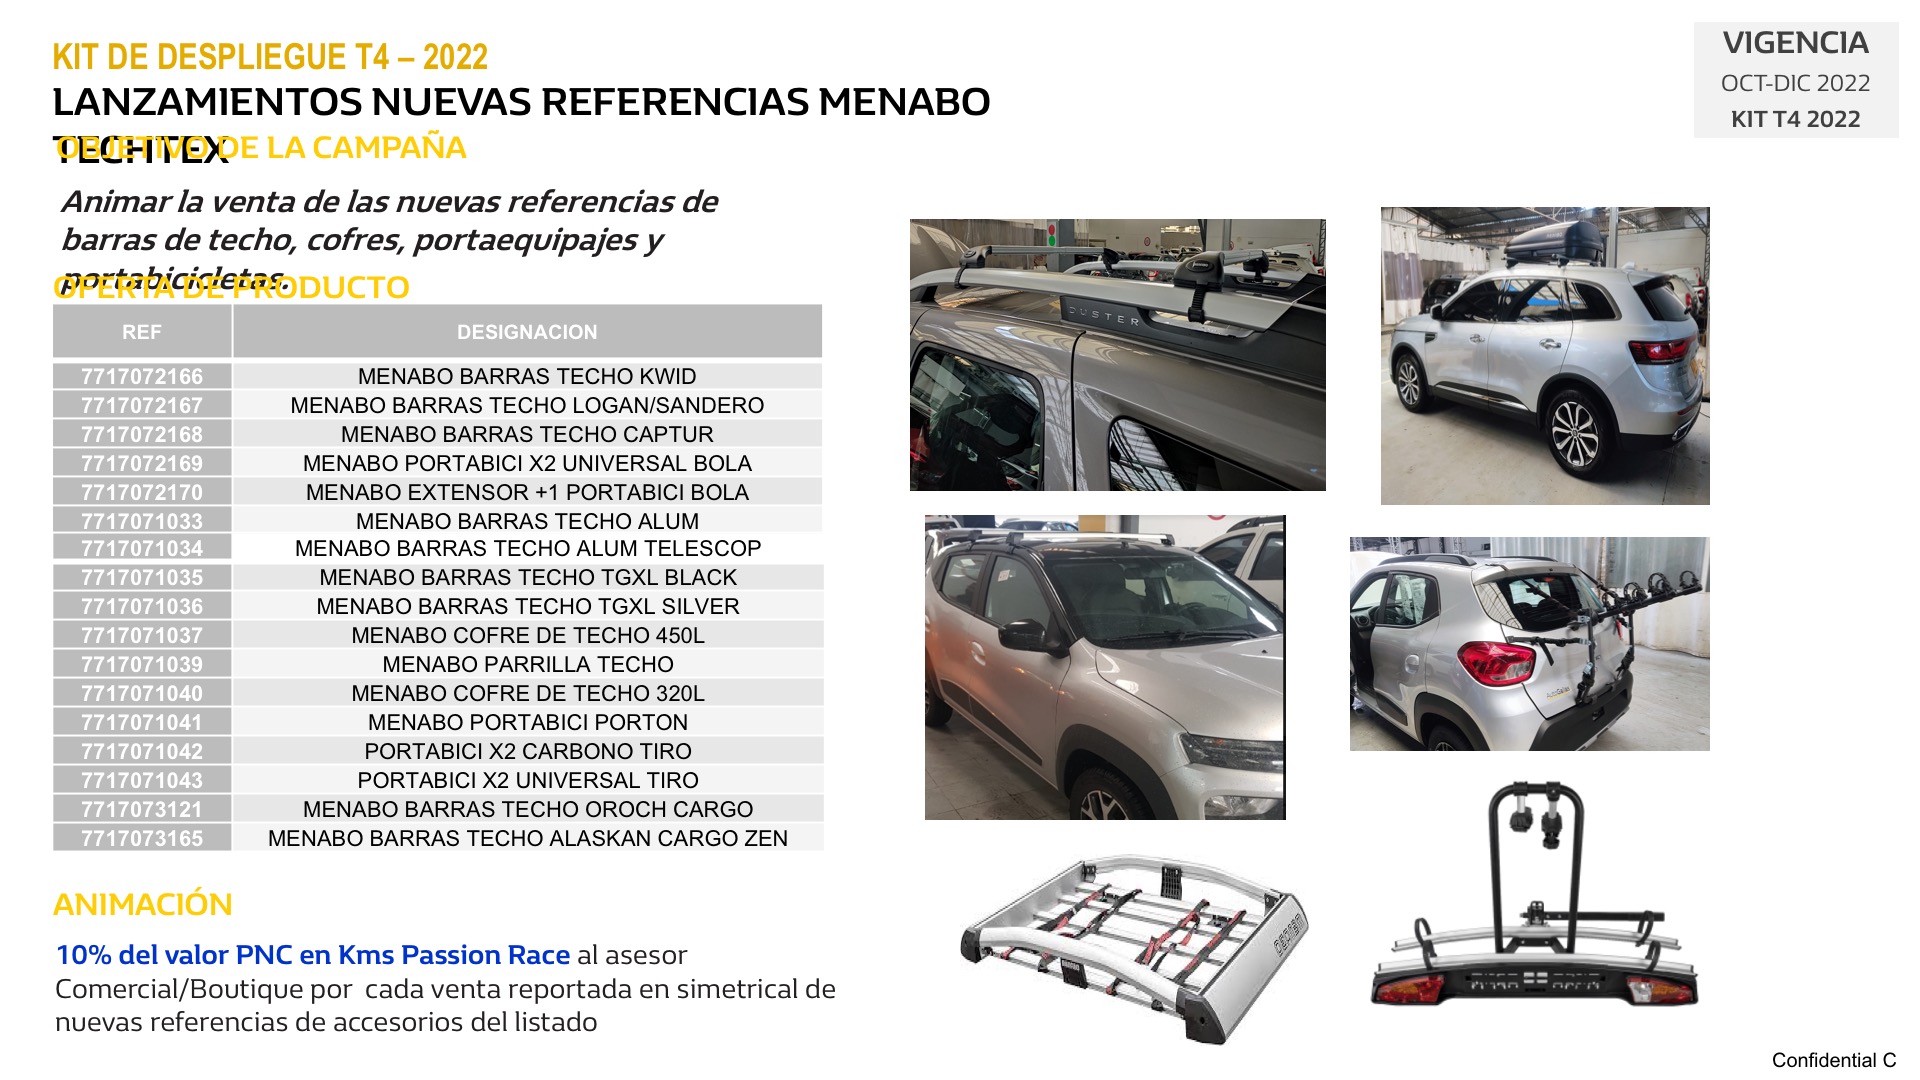 KIT DE DESPLIEGUE T4 – 2022
LANZAMIENTOS NUEVAS REFERENCIAS MENABO
TECHTEX
VIGENCIA
OCT-DIC 2022
KIT T4 2022
OBJETIVO DE LA CAMPAÑA
Animar la venta de las nuevas referencias de
barras de techo, cofres, portaequipajes y
portabicicletas.
OFERTA DE PRODUCTO
REF DESIGNACION
7717072166 MENABO BARRAS TECHO KWID
7717072167 MENABO BARRAS TECHO LOGAN/SANDERO
7717072168 MENABO BARRAS TECHO CAPTUR
7717072169 MENABO PORTABICI X2 UNIVERSAL BOLA
7717072170 MENABO EXTENSOR +1 PORTABICI BOLA
7717071033 MENABO BARRAS TECHO ALUM
7717071034 MENABO BARRAS TECHO ALUM TELESCOP
7717071035 MENABO BARRAS TECHO TGXL BLACK
7717071036 MENABO BARRAS TECHO TGXL SILVER
7717071037 MENABO COFRE DE TECHO 450L
7717071039 MENABO PARRILLA TECHO
7717071040 MENABO COFRE DE TECHO 320L
7717071041 MENABO PORTABICI PORTON
7717071042 PORTABICI X2 CARBONO TIRO
7717071043 PORTABICI X2 UNIVERSAL TIRO
7717073121 MENABO BARRAS TECHO OROCH CARGO
7717073165 MENABO BARRAS TECHO ALASKAN CARGO ZEN
DUSTER
ANIMACIÓN
10% del valor PNC en Kms Passion Race al asesor
Comercial/Boutique por cada venta reportada en simetrical de
nuevas referencias de accesorios del listado
Confidential C